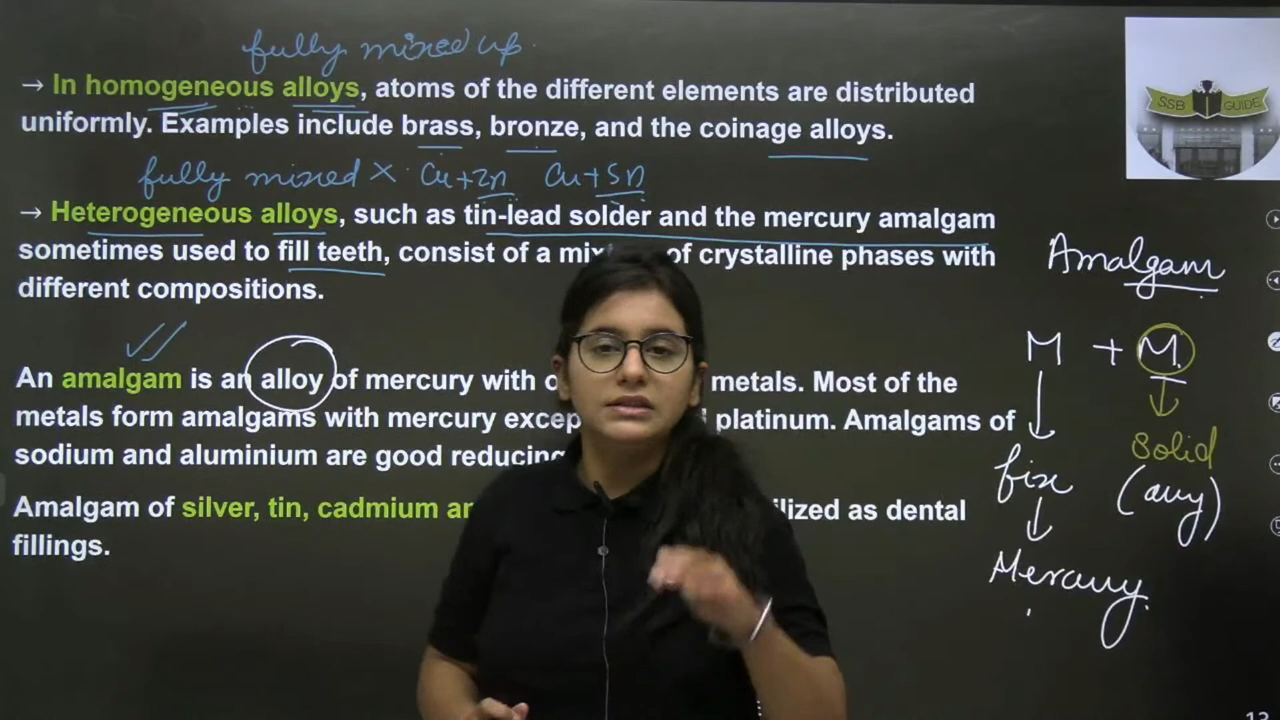 fully mixed up
→ In homogeneous alloys, atoms of the different elements are distributed
uniformly. Examples include brass, bronze, and the coinage alloys.
fully mixed × Cu+Zn Cu+Sn
→ Heterogeneous alloys, such as tin-lead solder and the mercury amalgam
sometimes used to fill teeth, consist of a of crystalline phases with
different compositions.
An amalgam is an alloy of mercury with metals. Most of the
metals form amalgams with mercury platinum. Amalgams of
sodium and aluminium are good
Amalgam of silver, tin, cadmium as dental
fillings.
SSB GUIDE
Amalgam
M + M
↓ ↓
fix solid
↓ (any)
Mercury